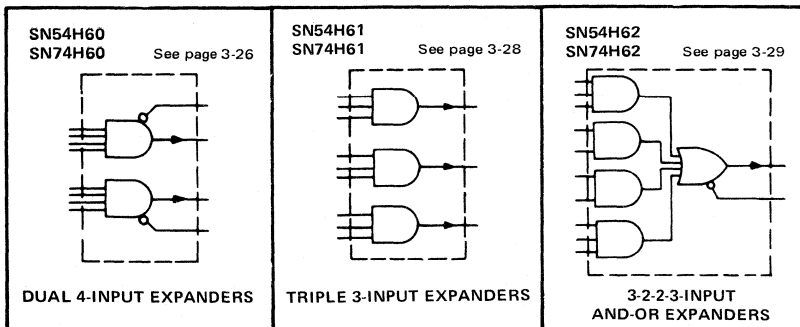 SN54H60
SN74H60 See page 3-26
DUAL 4-INPUT EXPANDERS
SN54H61
SN74H61 See page 3-28
TRIPLE 3-INPUT EXPANDERS
SN54H62
SN74H62 See page 3-29
3-2-2-3-INPUT
AND-OR EXPANDERS